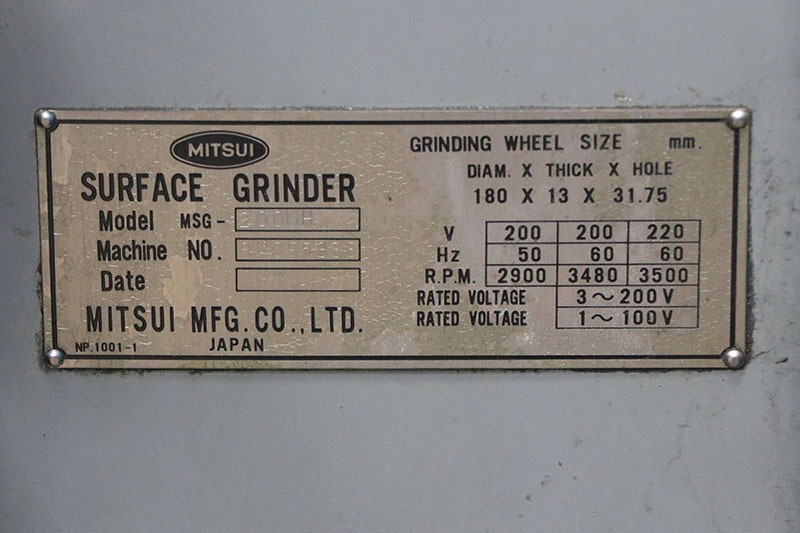 MITSUI
SURFACE GRINDER
Model MSG-
Machine NO.
Date
MITSUI MFG.CO.,LTD.
JAPAN
NP.1001-1
GRINDING WHEEL SIZE mm.
DIAM. X THICK X HOLE
180 X 13 X 31.75
V 200 200 220
Hz 50 60 60
R.P.M. 2900 3480 3500
RATED VOLTAGE 3~200V
RATED VOLTAGE 1~100V